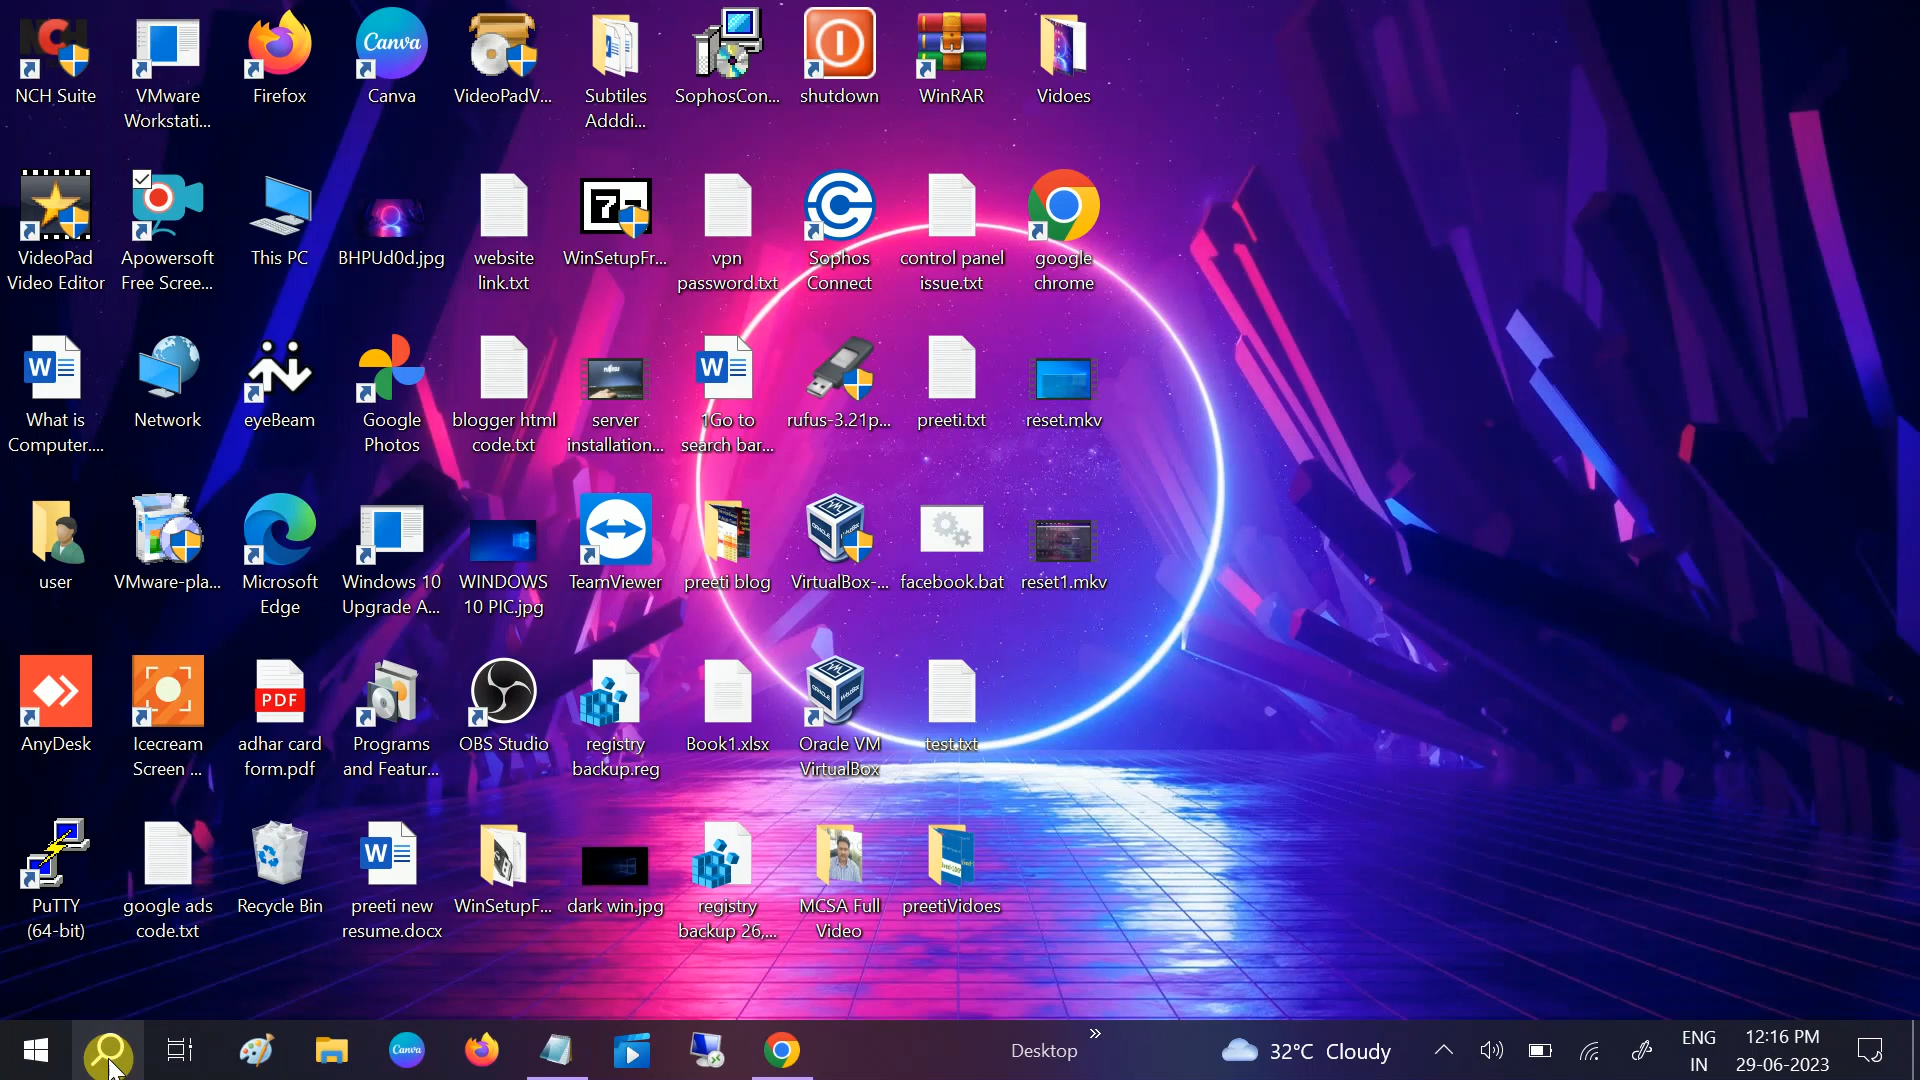 NCH Suite
VMware
Workstati...
Firefox
Canva
Canva
VideoPadV...
Subtiles
Adddi...
SophosCon...
shutdown
WinRAR
Vidoes
VideoPad
Video Editor
Apowersoft
Free Scree...
This PC
BHPUd0d.jpg
website
link.txt
WinSetupFr...
vpn
password.txt
Sophos
Connect
control panel
issue.txt
google
chrome
What is
Computer....
Network
eyeBeam
Google
Photos
blogger html
code.txt
server
installation...
1Go to
search bar...
rufus-3.21p...
preeti.txt
reset.mkv
user
VMware-pla...
Microsoft
Edge
Windows 10
Upgrade A...
WINDOWS
10 PIC.jpg
TeamViewer
preeti blog
VirtualBox-...
facebook.bat
reset1.mkv
AnyDesk
Icecream
Screen ...
PDF
adhar card
form.pdf
Programs
and Featur...
OBS Studio
registry
backup.reg
Book1.xlsx
Oracle VM
VirtualBox
test.txt
PuTTY
(64-bit)
google ads
code.txt
Recycle Bin
preeti new
resume.docx
WinSetupF...
dark win.jpg
registry
backup 26,...
MCSA Full
Video
preetiVidoes
Canva
Desktop
32°C Cloudy
ENG
IN
12:16 PM
29-06-2023